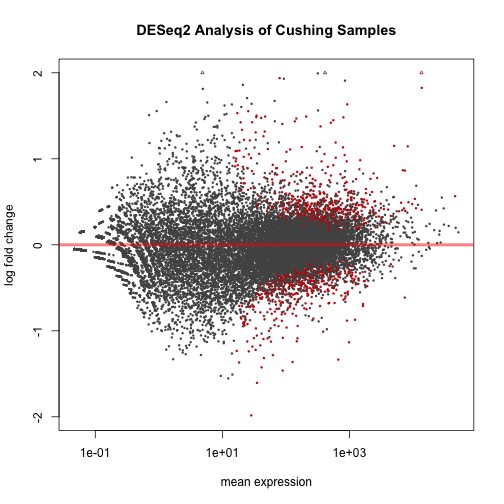 DESeq2 Analysis of Cushing Samples
log fold change
2
1
0
-1
-2
1e-01
1e+01
1e+03
mean expression